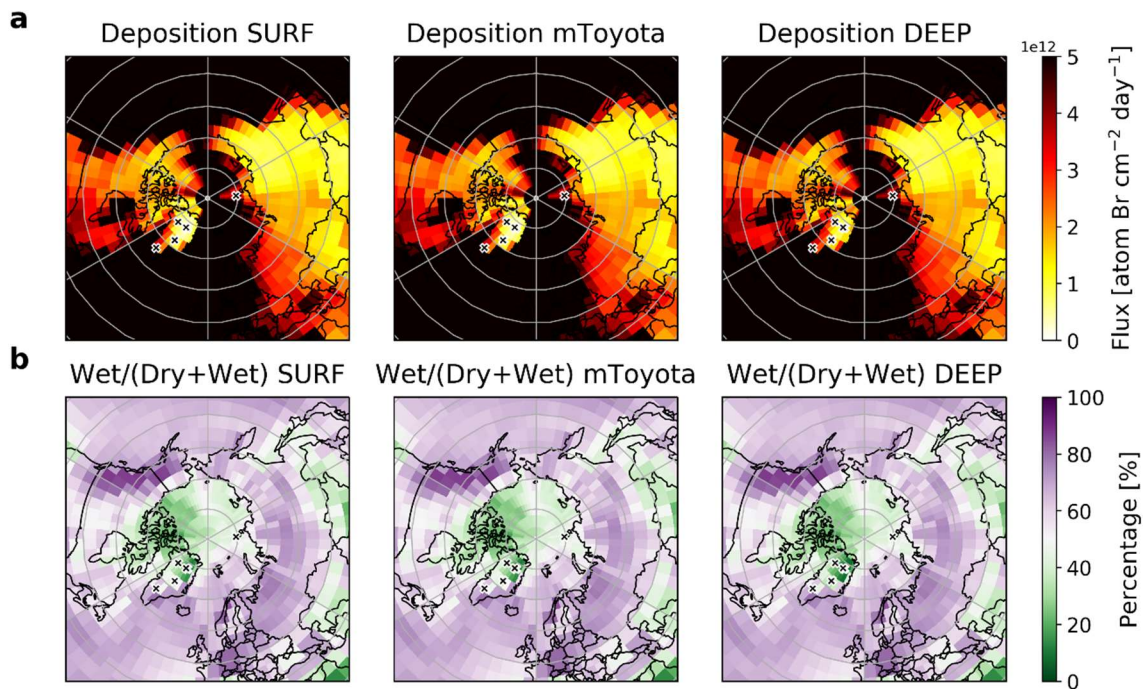 a
Deposition SURF
Deposition mToyota
Deposition DEEP
1e12
5
4
3
2
1
0
Flux [atom Br cm⁻² day⁻¹]
b
Wet/(Dry+Wet) SURF
Wet/(Dry+Wet) mToyota
Wet/(Dry+Wet) DEEP
100
80
60
40
20
0
Percentage [%]